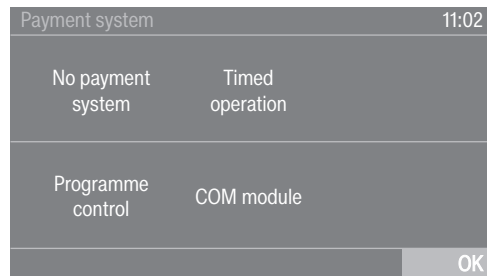 Payment system 11:02
No payment
system
Timed
operation
Programme
control
COM module
OK